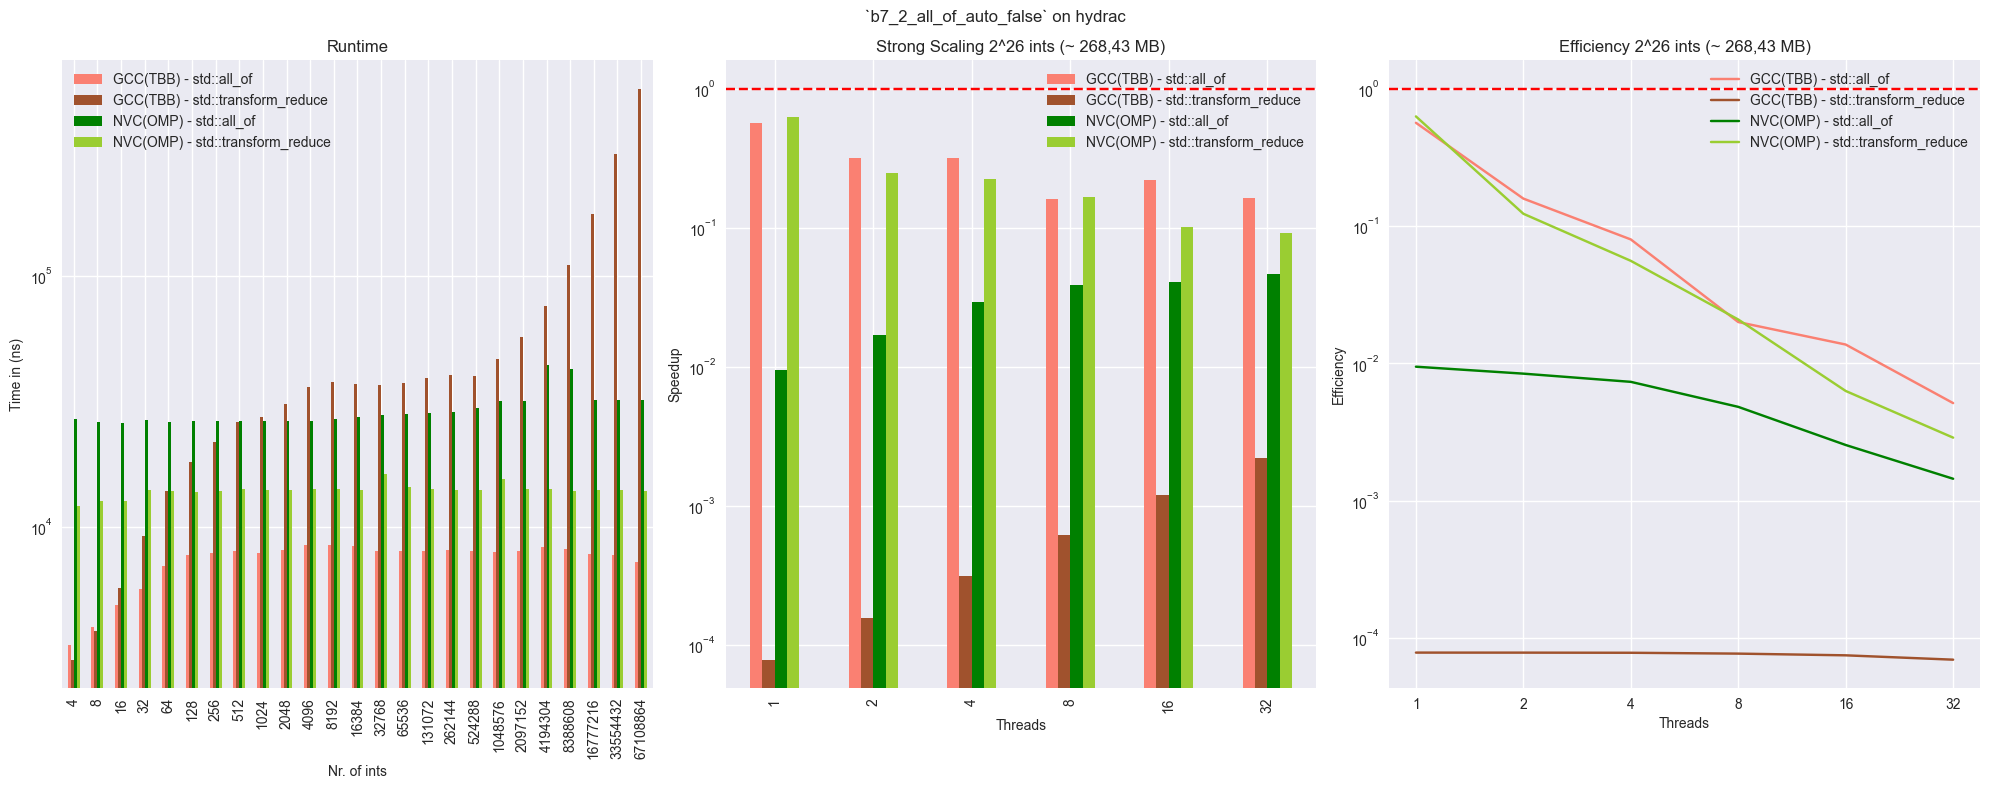 `b7_2_all_of_auto_false` on hydrac
Runtime
GCC(TBB) - std::all_of
GCC(TBB) - std::transform_reduce
NVC(OMP) - std::all_of
NVC(OMP) - std::transform_reduce
Time in (ns)
10^5
10^4
4
8
16
32
64
128
256
512
1024
2048
4096
8192
16384
32768
65536
131072
262144
524288
1048576
2097152
4194304
8388608
16777216
33554432
67108864
Nr. of ints
Strong Scaling 2^26 ints (~ 268,43 MB)
GCC(TBB) - std::all_of
GCC(TBB) - std::transform_reduce
NVC(OMP) - std::all_of
NVC(OMP) - std::transform_reduce
Speedup
10^0
10^−1
10^−2
10^−3
10^−4
1
2
4
8
16
32
Threads
Efficiency 2^26 ints (~ 268,43 MB)
GCC(TBB) - std::all_of
GCC(TBB) - std::transform_reduce
NVC(OMP) - std::all_of
NVC(OMP) - std::transform_reduce
Efficiency
10^0
10^−1
10^−2
10^−3
10^−4
1
2
4
8
16
32
Threads